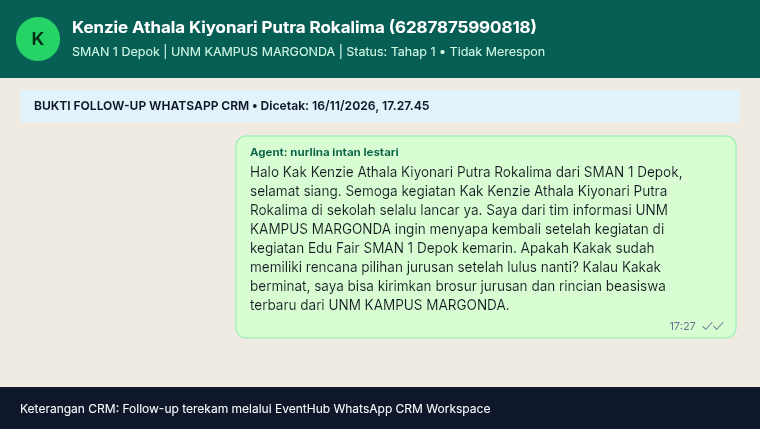 K
Kenzie Athala Kiyonari Putra Rokalima (6287875990818)
SMAN 1 Depok | UNM KAMPUS MARGONDA | Status: Tahap 1 • Tidak Merespon
BUKTI FOLLOW-UP WHATSAPP CRM • Dicetak: 16/11/2026, 17.27.45
Agent: nurlina intan lestari
Halo Kak Kenzie Athala Kiyonari Putra Rokalima dari SMAN 1 Depok,
selamat siang. Semoga kegiatan Kak Kenzie Athala Kiyonari Putra
Rokalima di sekolah selalu lancar ya. Saya dari tim informasi UNM
KAMPUS MARGONDA ingin menyapa kembali setelah kegiatan di
kegiatan Edu Fair SMAN 1 Depok kemarin. Apakah Kakak sudah
memiliki rencana pilihan jurusan setelah lulus nanti? Kalau Kakak
berminat, saya bisa kirimkan brosur jurusan dan rincian beasiswa
terbaru dari UNM KAMPUS MARGONDA.
17:27
Keterangan CRM: Follow-up terekam melalui EventHub WhatsApp CRM Workspace